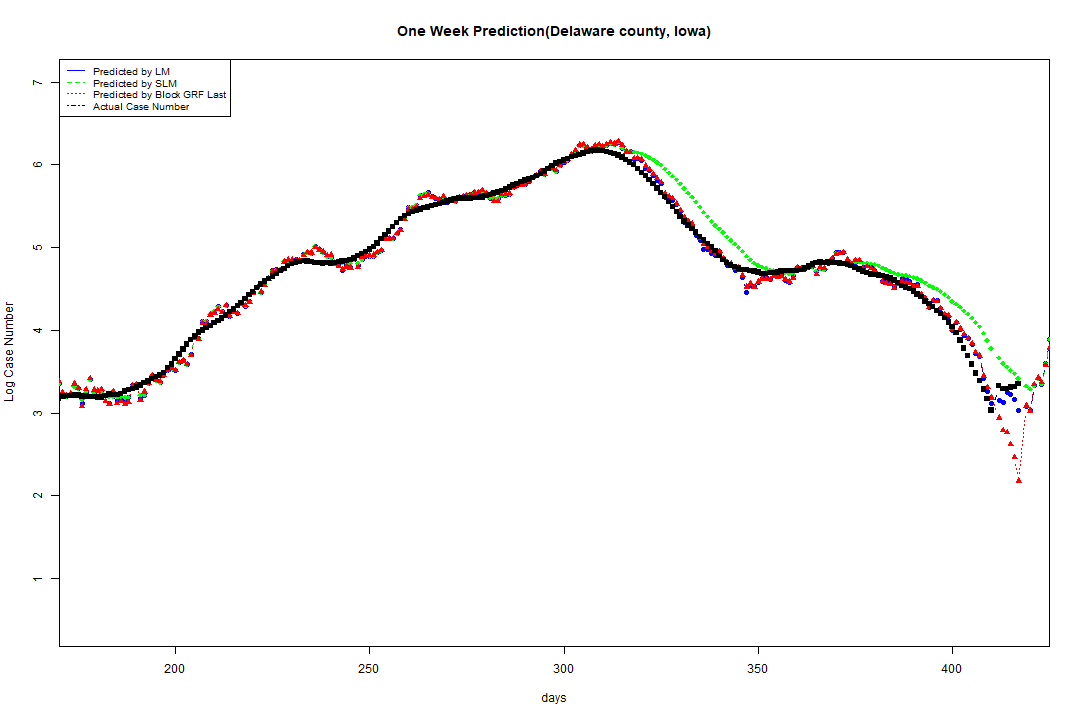 One Week Prediction(Delaware county, Iowa)
Predicted by LM
Predicted by SLM
Predicted by Block GRF Last
Actual Case Number
Log Case Number
7
6
5
4
3
2
1
200 250 300 350 400
days